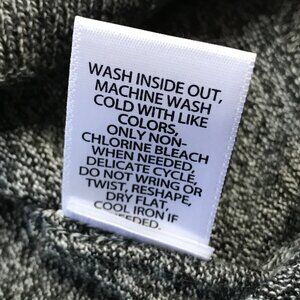 WASH INSIDE OUT,
MACHINE WASH
COLD WITH LIKE
COLORS,
ONLY NON-
CHLORINE BLEACH
WHEN NEEDED,
DELICATE CYCLE,
DO NOT WRING OR
TWIST, RESHAPE,
DRY FLAT,
COOL IRON IF
NEEDED.